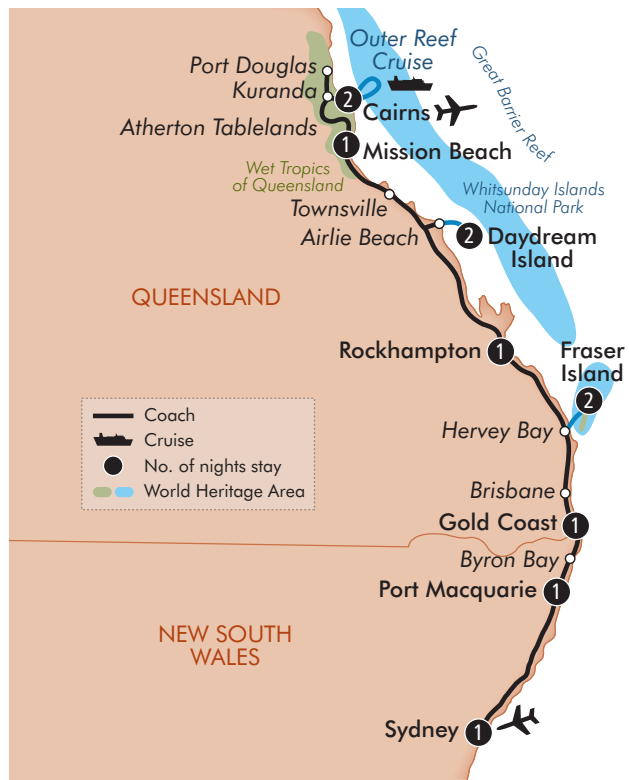 Outer Reef
Cruise
Great Barrier Reef
Port Douglas
Kuranda
2
Cairns
Atherton Tablelands
1
Mission Beach
Wet Tropics
of Queensland
Whitsunday Islands
National Park
Townsville
Airlie Beach
2
Daydream
Island
QUEENSLAND
Rockhampton
1
Fraser
Island
2
Coach
Cruise
No. of nights stay
World Heritage Area
Hervey Bay
Brisbane
Gold Coast
1
Byron Bay
Port Macquarie
1
NEW SOUTH
WALES
Sydney
1